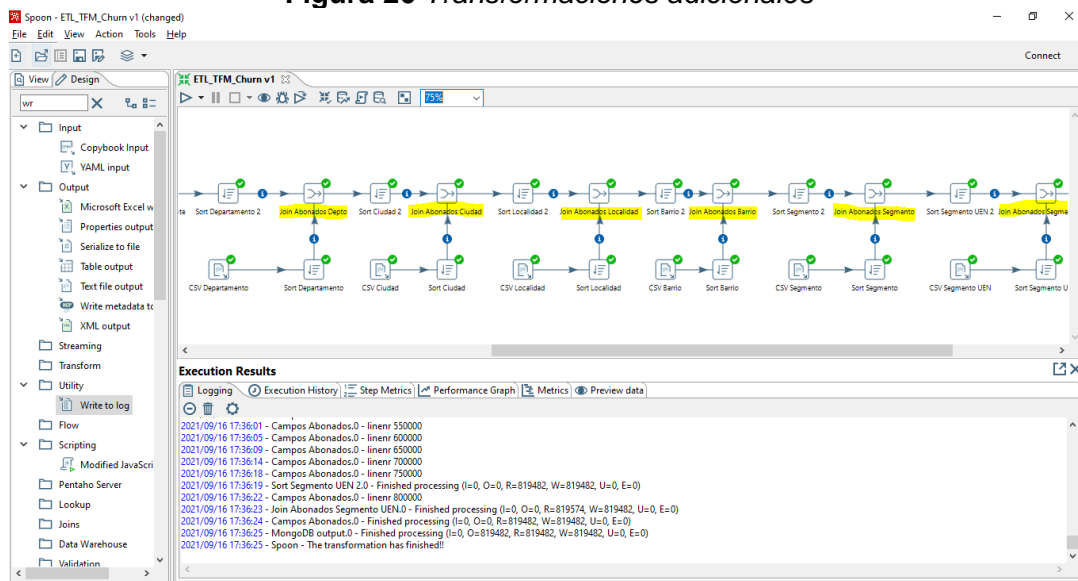 Figura 20 Transformaciones adicionales
Spoon - ETL_TFM_Churn v1 (changed)
File Edit View Action Tools Help
Connect
View Design
wr
Input
Copybook Input
YAML input
Output
Microsoft Excel w
Properties output
Serialize to file
Table output
Text file output
Write metadata to
XML output
Streaming
Transform
Utility
Write to log
Flow
Scripting
Modified JavaScri
Pentaho Server
Lookup
Joins
Data Warehouse
Validation
ETL_TFM_Churn v1
75%
te Sort Departamento 2 Join Abonados Depto Sort Ciudad 2 Join Abonados Ciudad Sort Localidad 2 Join Abonados Localidad Sort Barrio 2 Join Abonados Barrio Sort Segmento 2 Join Abonados Segmento Sort Segmento UEN 2 Join Abonados Segme
CSV Departamento Sort Departamento CSV Ciudad Sort Ciudad CSV Localidad Sort Localidad CSV Barrio Sort Barrio CSV Segmento Sort Segmento CSV Segmento UEN Sort Segmento U
Execution Results
Logging Execution History Step Metrics Performance Graph Metrics Preview data
2021/09/16 17:36:01 - Campos Abonados.0 - linenr 550000
2021/09/16 17:36:05 - Campos Abonados.0 - linenr 600000
2021/09/16 17:36:09 - Campos Abonados.0 - linenr 650000
2021/09/16 17:36:14 - Campos Abonados.0 - linenr 700000
2021/09/16 17:36:18 - Campos Abonados.0 - linenr 750000
2021/09/16 17:36:19 - Sort Segmento UEN 2.0 - Finished processing (I=0, O=0, R=819482, W=819482, U=0, E=0)
2021/09/16 17:36:22 - Campos Abonados.0 - linenr 800000
2021/09/16 17:36:23 - Join Abonados Segmento UEN.0 - Finished processing (I=0, O=0, R=819574, W=819482, U=0, E=0)
2021/09/16 17:36:24 - Campos Abonados.0 - Finished processing (I=0, O=0, R=819482, W=819482, U=0, E=0)
2021/09/16 17:36:25 - MongoDB output.0 - Finished processing (I=0, O=819482, R=819482, W=819482, U=0, E=0)
2021/09/16 17:36:25 - Spoon - The transformation has finished!!